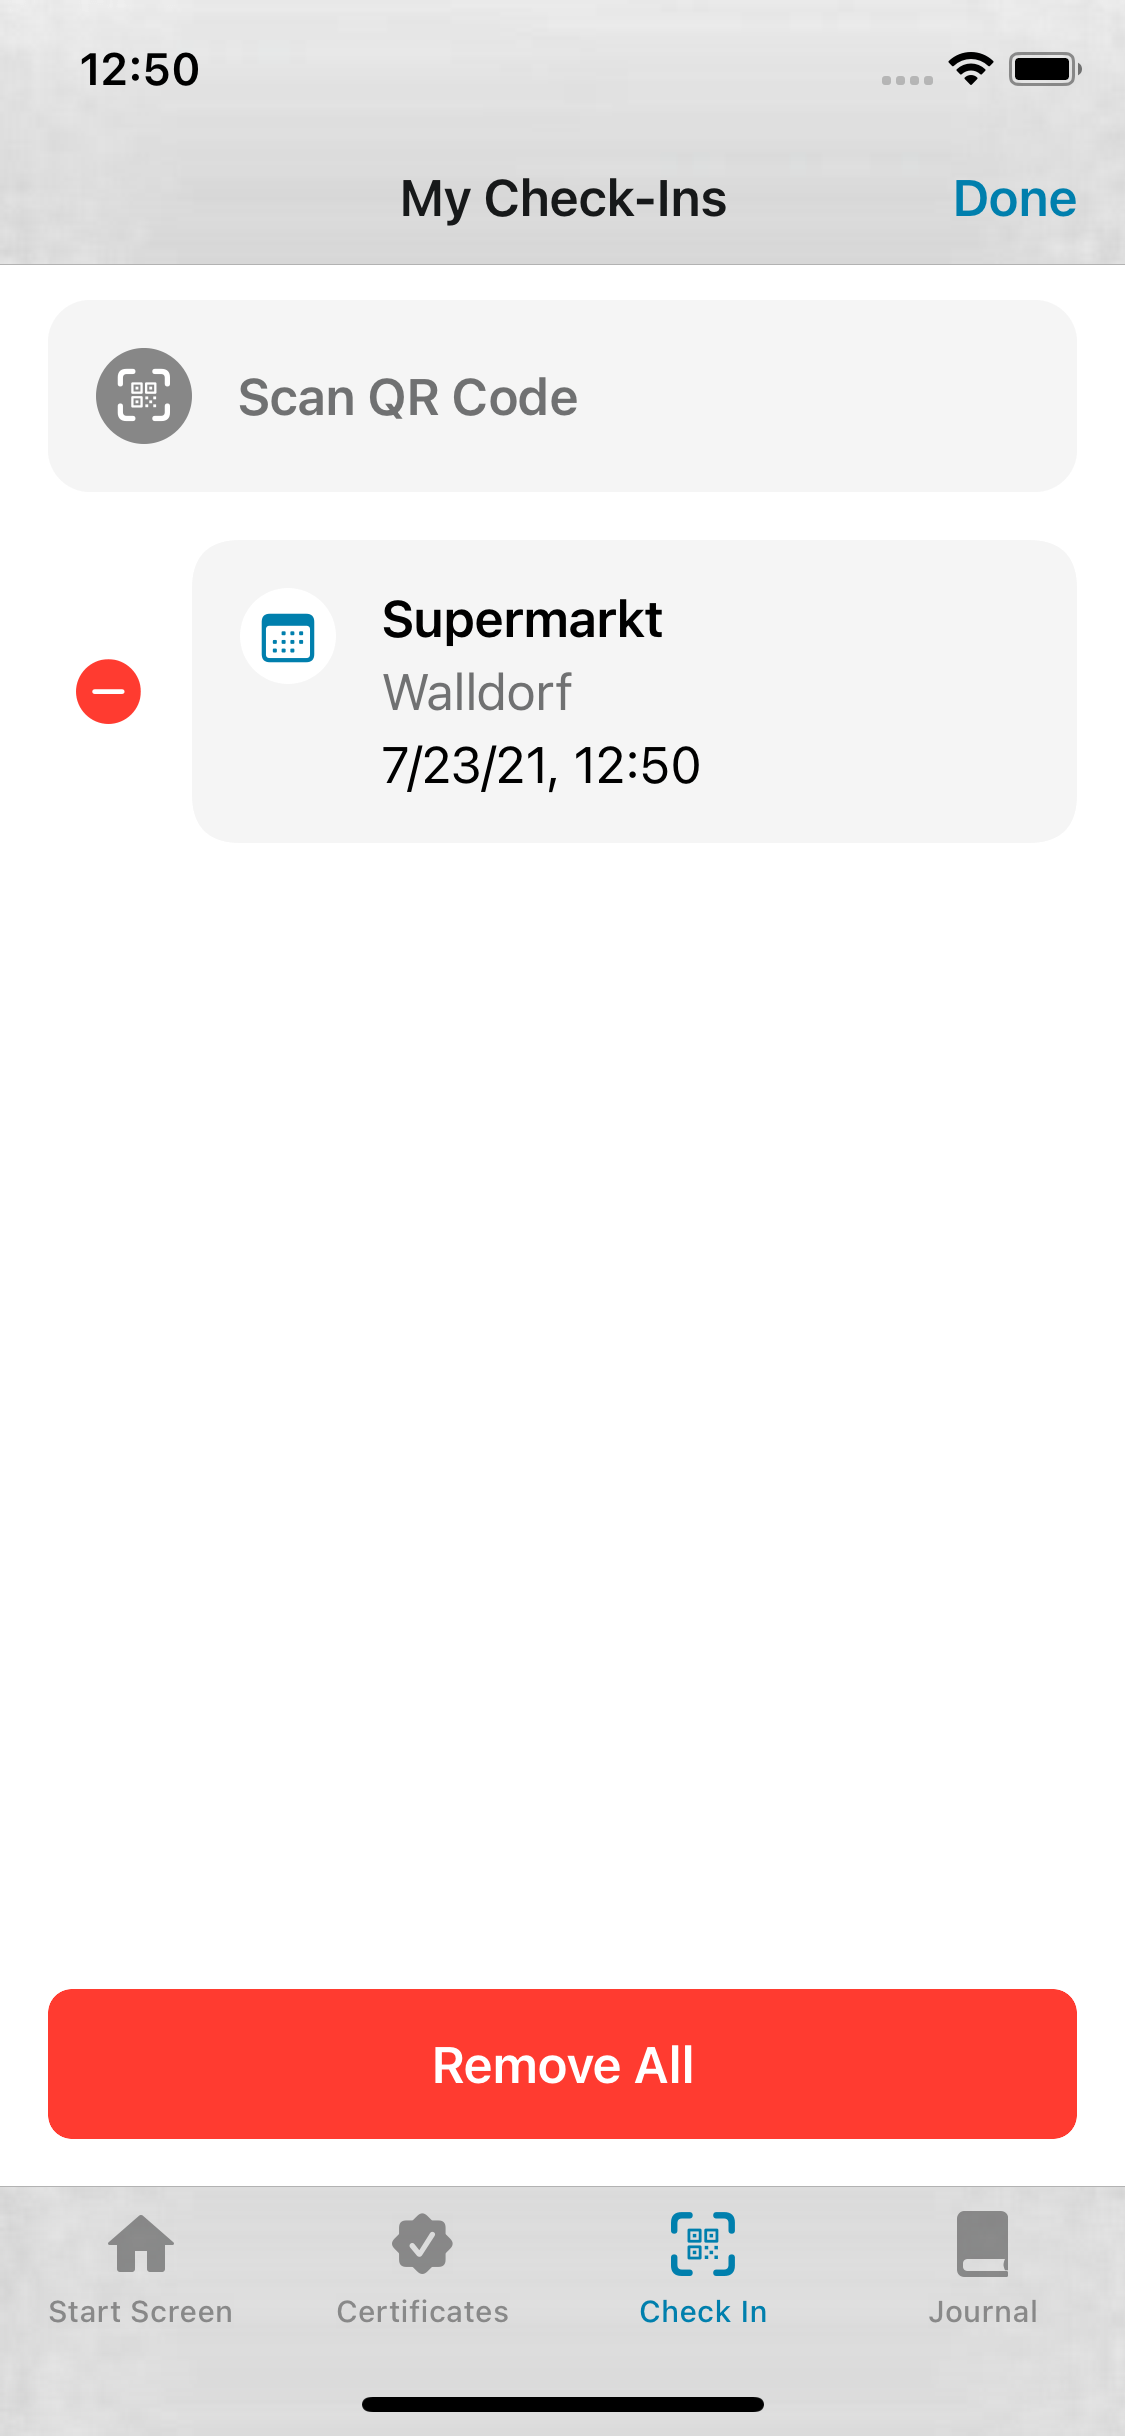 12:50
My Check-Ins
Done
Scan QR Code
Supermarkt
Walldorf
7/23/21, 12:50
Remove All
Start Screen
Certificates
Check In
Journal